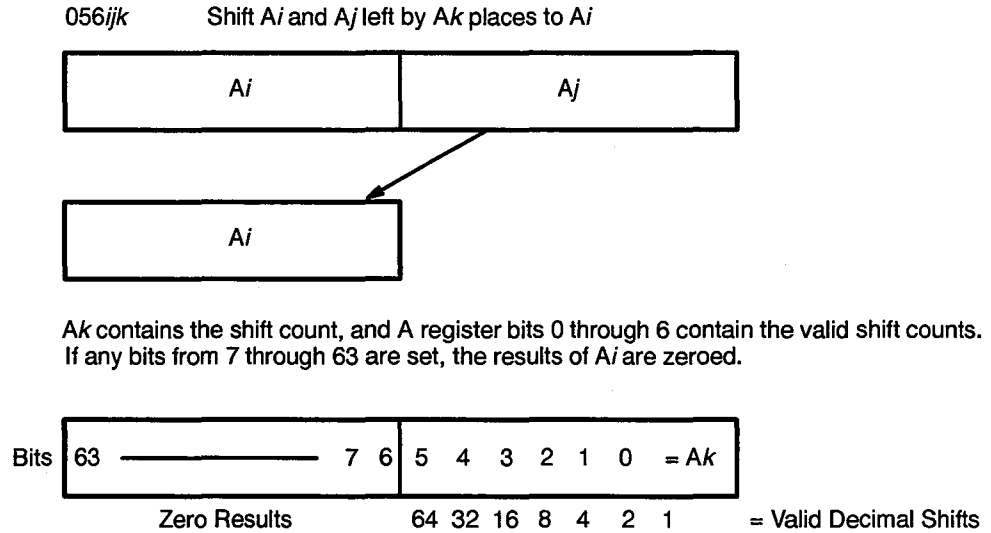 056ijk Shift Ai and Aj left by Ak places to Ai
Ai Aj
Ai
Ak contains the shift count, and A register bits 0 through 6 contain the valid shift counts.
If any bits from 7 through 63 are set, the results of Ai are zeroed.
Bits 63 7 6 5 4 3 2 1 0 = Ak
Zero Results 64 32 16 8 4 2 1 = Valid Decimal Shifts